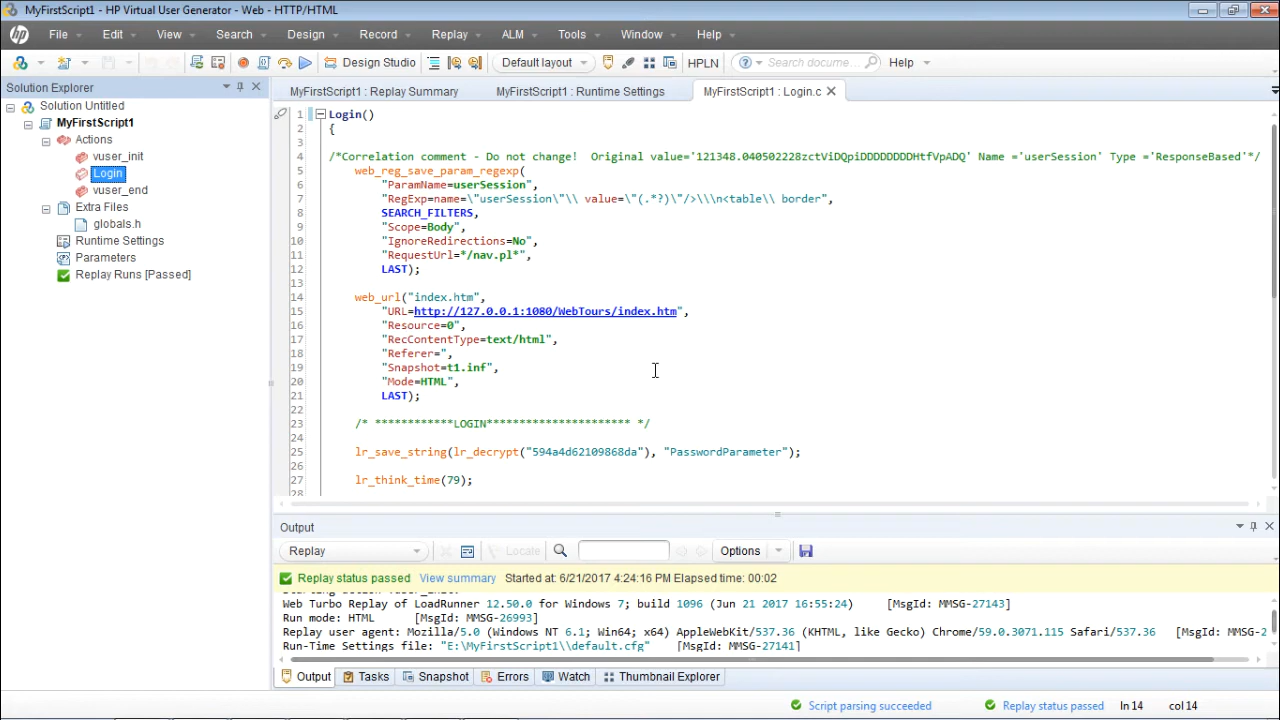 MyFirstScript1 - HP Virtual User Generator - Web - HTTP/HTML
hp File Edit View Search Design Record Replay ALM Tools Window Help
Design Studio Default layout HPLN Search docume... Help
Solution Explorer
Solution Untitled
MyFirstScript1
Actions
vuser_init
Login
vuser_end
Extra Files
globals.h
Runtime Settings
Parameters
Replay Runs [Passed]
MyFirstScript1 : Replay Summary MyFirstScript1 : Runtime Settings MyFirstScript1 : Login.c
1 Login()
2 {
3
4 /*Correlation comment - Do not change! Original value='121348.040502228zctViDQpiDDDDDDDDHtfVpADQ' Name ='userSession' Type ='ResponseBased'*/
5 web_reg_save_param_regexp(
6 "ParamName=userSession",
7 "RegExp=name=\"userSession\"\\ value=\"(.*?)\"/>\\\n<table\\ border",
8 SEARCH_FILTERS,
9 "Scope=Body",
10 "IgnoreRedirections=No",
11 "RequestUrl=*/nav.pl*",
12 LAST);
13
14 web_url("index.htm",
15 "URL=http://127.0.0.1:1080/WebTours/index.htm",
16 "Resource=0",
17 "RecContentType=text/html",
18 "Referer=",
19 "Snapshot=t1.inf",
20 "Mode=HTML",
21 LAST);
22
23 /* ************LOGIN********************** */
24
25 lr_save_string(lr_decrypt("594a4d62109868da"), "PasswordParameter");
26
27 lr_think_time(79);
28
Output
Replay Locate Options
Replay status passed View summary Started at: 6/21/2017 4:24:16 PM Elapsed time: 00:02
Starting action vuser_init.
Web Turbo Replay of LoadRunner 12.50.0 for Windows 7; build 1096 (Jun 21 2017 16:55:24) [MsgId: MMSG-27143]
Run mode: HTML [MsgId: MMSG-26993]
Replay user agent: Mozilla/5.0 (Windows NT 6.1; Win64; x64) AppleWebKit/537.36 (KHTML, like Gecko) Chrome/59.0.3071.115 Safari/537.36 [MsgId: MMSG-2
Run-Time Settings file: "E:\MyFirstScript1\\default.cfg" [MsgId: MMSG-27141]
Output Tasks Snapshot Errors Watch Thumbnail Explorer
Script parsing succeeded Replay status passed ln 14 col 14